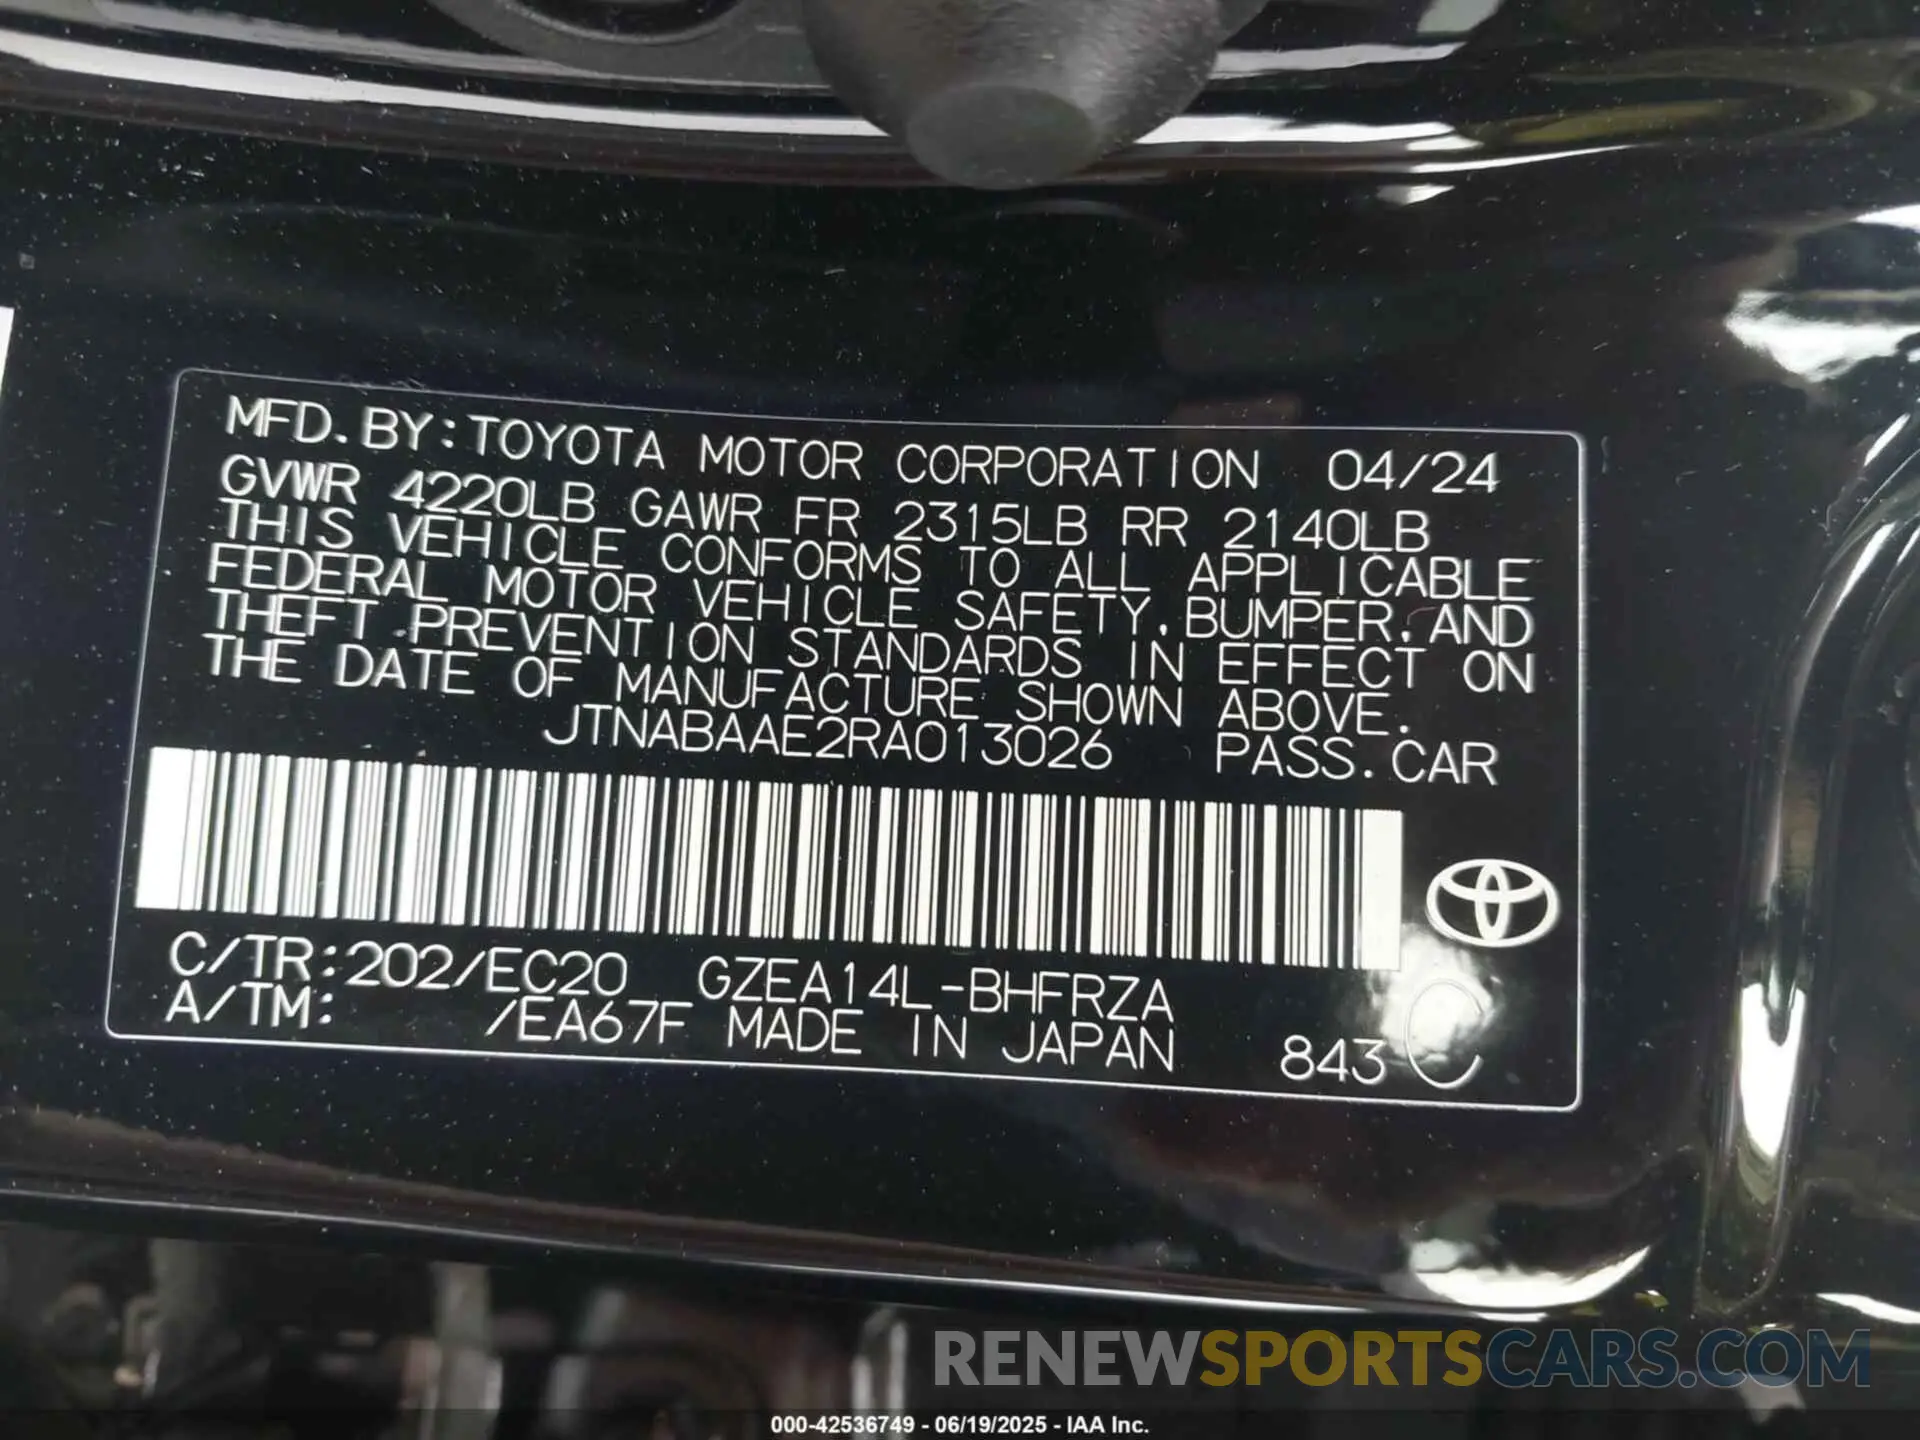 MFD.BY:TOYOTA MOTOR CORPORATION 04/24
GVWR 4220LB GAWR FR 2315LB RR 2140LB
THIS VEHICLE CONFORMS TO ALL APPLICABLE
FEDERAL MOTOR VEHICLE SAFETY, BUMPER, AND
THEFT PREVENTION STANDARDS IN EFFECT ON
THE DATE OF MANUFACTURE SHOWN ABOVE.
JTNABAAE2RA013026 PASS.CAR
C/TR:202/EC20 GZEA14L-BHFRZA
A/TM: /EA67F MADE IN JAPAN 843 C
RENEWSPORTSCARS.COM
000-42536749 - 06/19/2025 - IAA Inc.